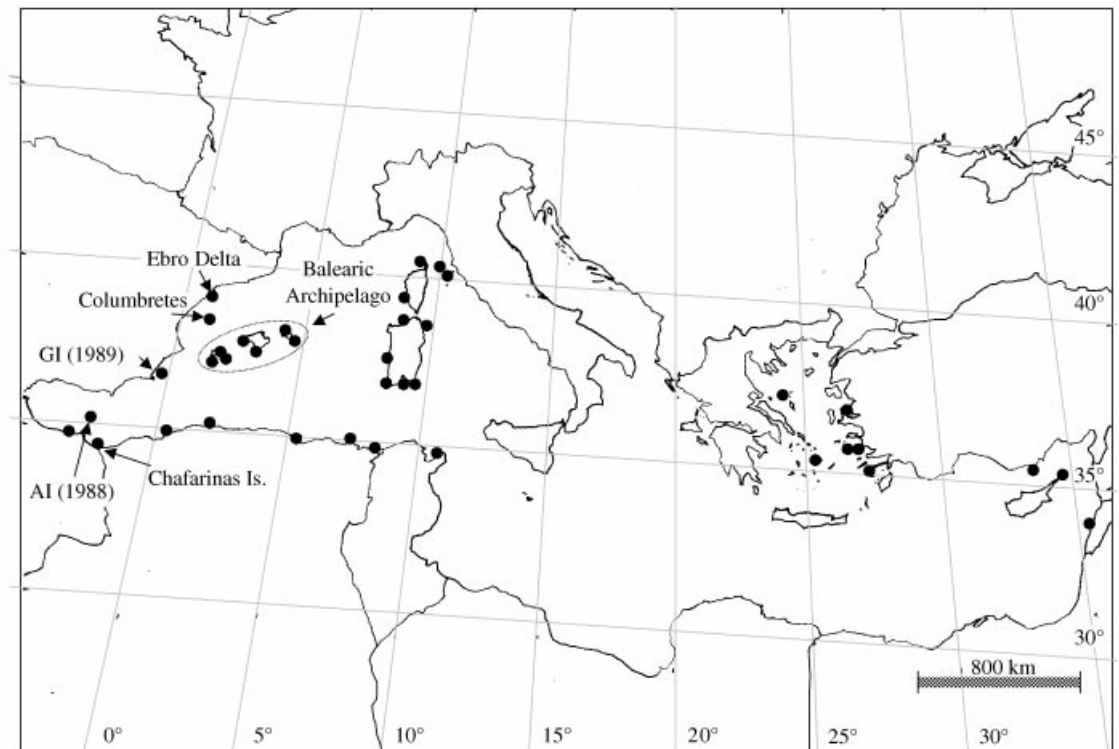 45°
Ebro Delta
Balearic
Archipelago
Columbretes
40°
GI (1989)
35°
AI (1988)
Chafarinas Is.
30°
800 km
0°
5°
10°
15°
20°
25°
30°